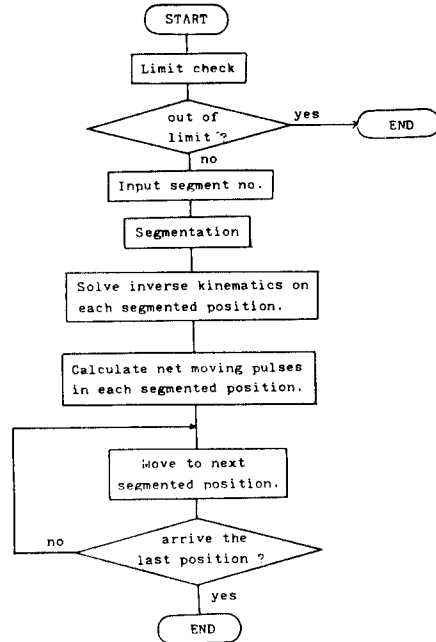 START
Limit check
out of
limit ?
yes
END
no
Input segment no.
Segmentation
Solve inverse kinematics on
each segmented position.
Calculate net moving pulses
in each segmented position.
Move to next
segmented position.
no
arrive the
last position ?
yes
END